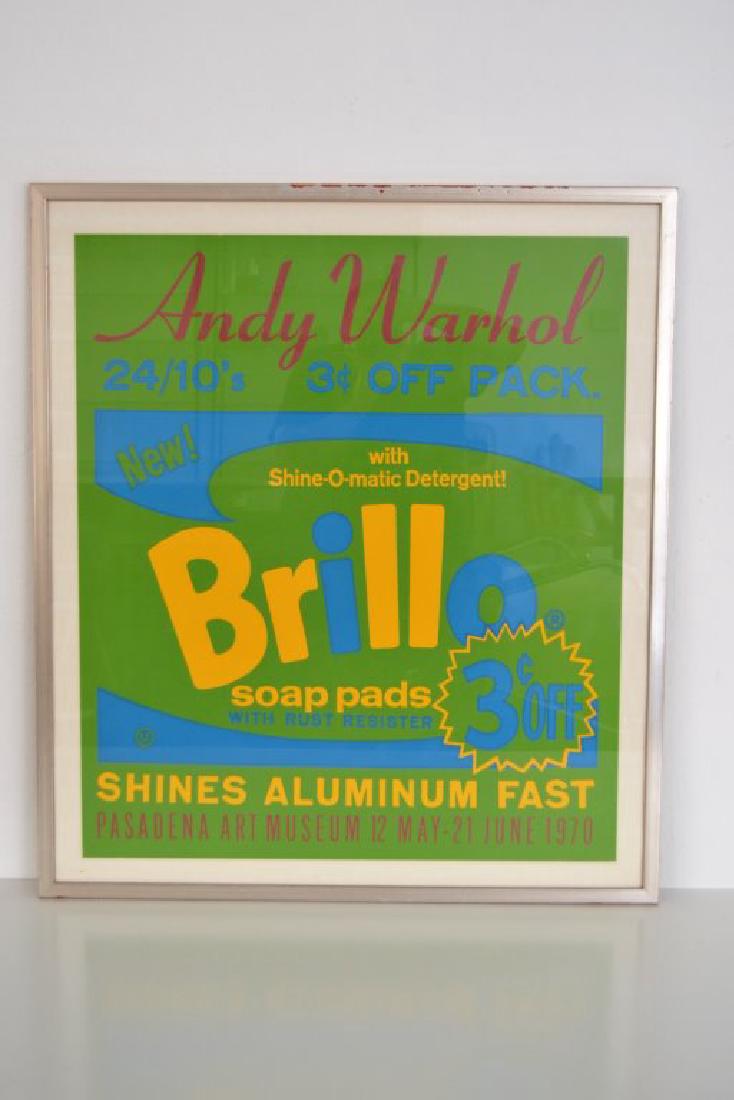 Andy Warhol
24/10's 3¢ OFF PACK.
New!
with
Shine-O-matic Detergent!
Brillo®
soap pads
WITH RUST RESISTER
3¢ OFF
SHINES ALUMINUM FAST
PASADENA ART MUSEUM 12 MAY-21 JUNE 1970